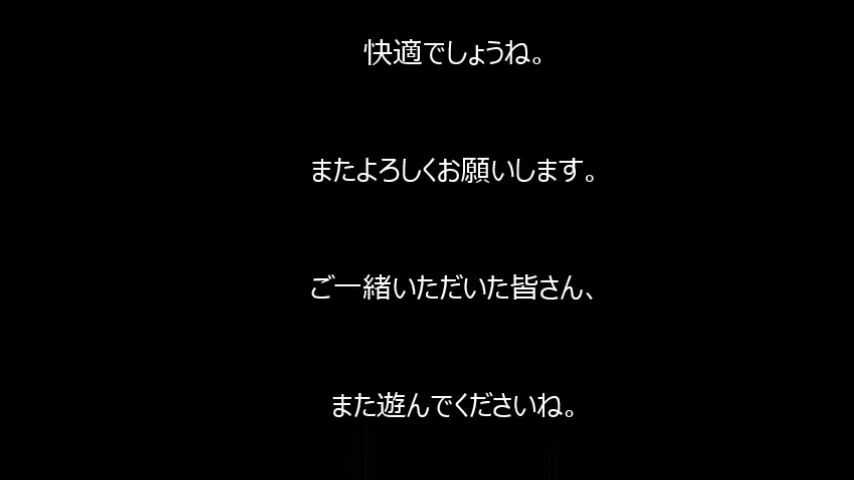 快適でしょうね。
またよろしくお願いします。
ご一緒いただいた皆さん、
また遊んでくださいね。